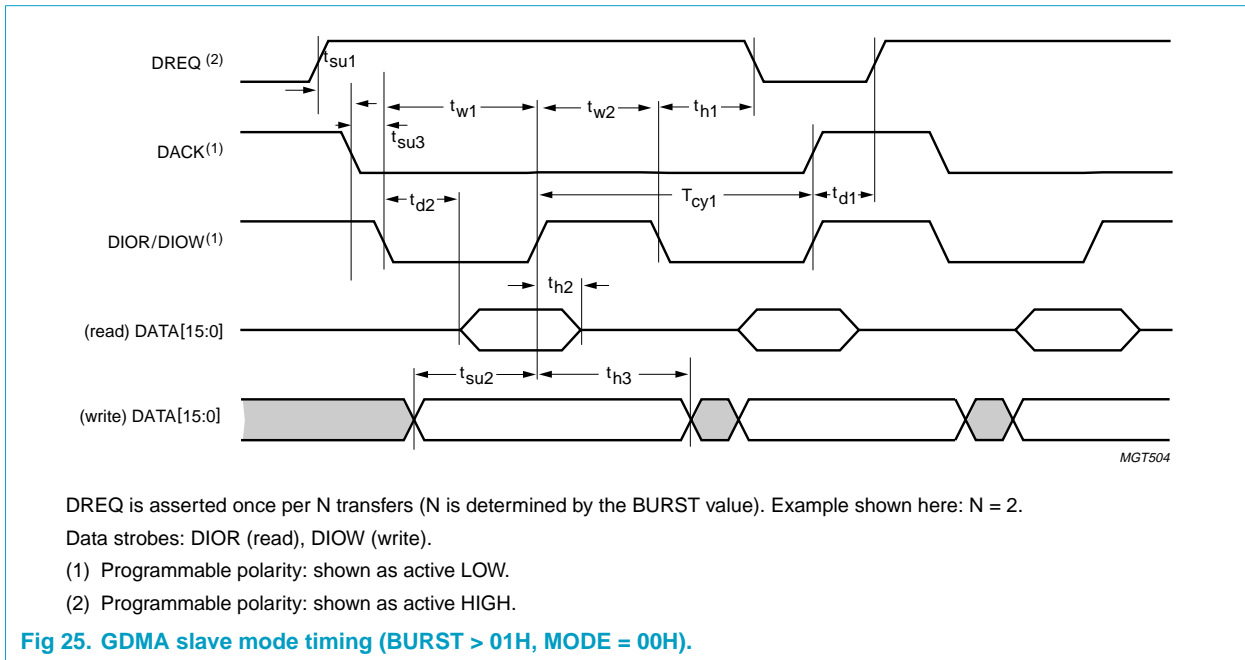 DREQ (2)
tsu1
tw1
tw2
th1
tsu3
DACK(1)
Tcy1
td1
td2
DIOR/DIOW(1)
th2
(read) DATA[15:0]
tsu2
th3
(write) DATA[15:0]
MGT504
DREQ is asserted once per N transfers (N is determined by the BURST value). Example shown here: N = 2.
Data strobes: DIOR (read), DIOW (write).
(1) Programmable polarity: shown as active LOW.
(2) Programmable polarity: shown as active HIGH.
Fig 25. GDMA slave mode timing (BURST > 01H, MODE = 00H).